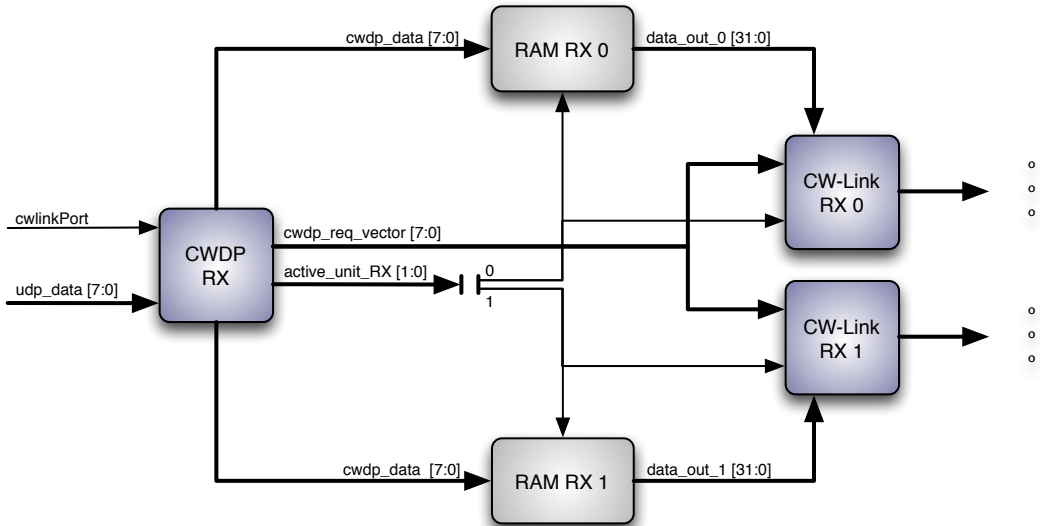 cwdp_data [7:0]
RAM RX 0
data_out_0 [31:0]
CW-Link
RX 0
cwlinkPort
CWDP
RX
cwdp_req_vector [7:0]
active_unit_RX [1:0]
0
1
udp_data [7:0]
CW-Link
RX 1
cwdp_data [7:0]
RAM RX 1
data_out_1 [31:0]